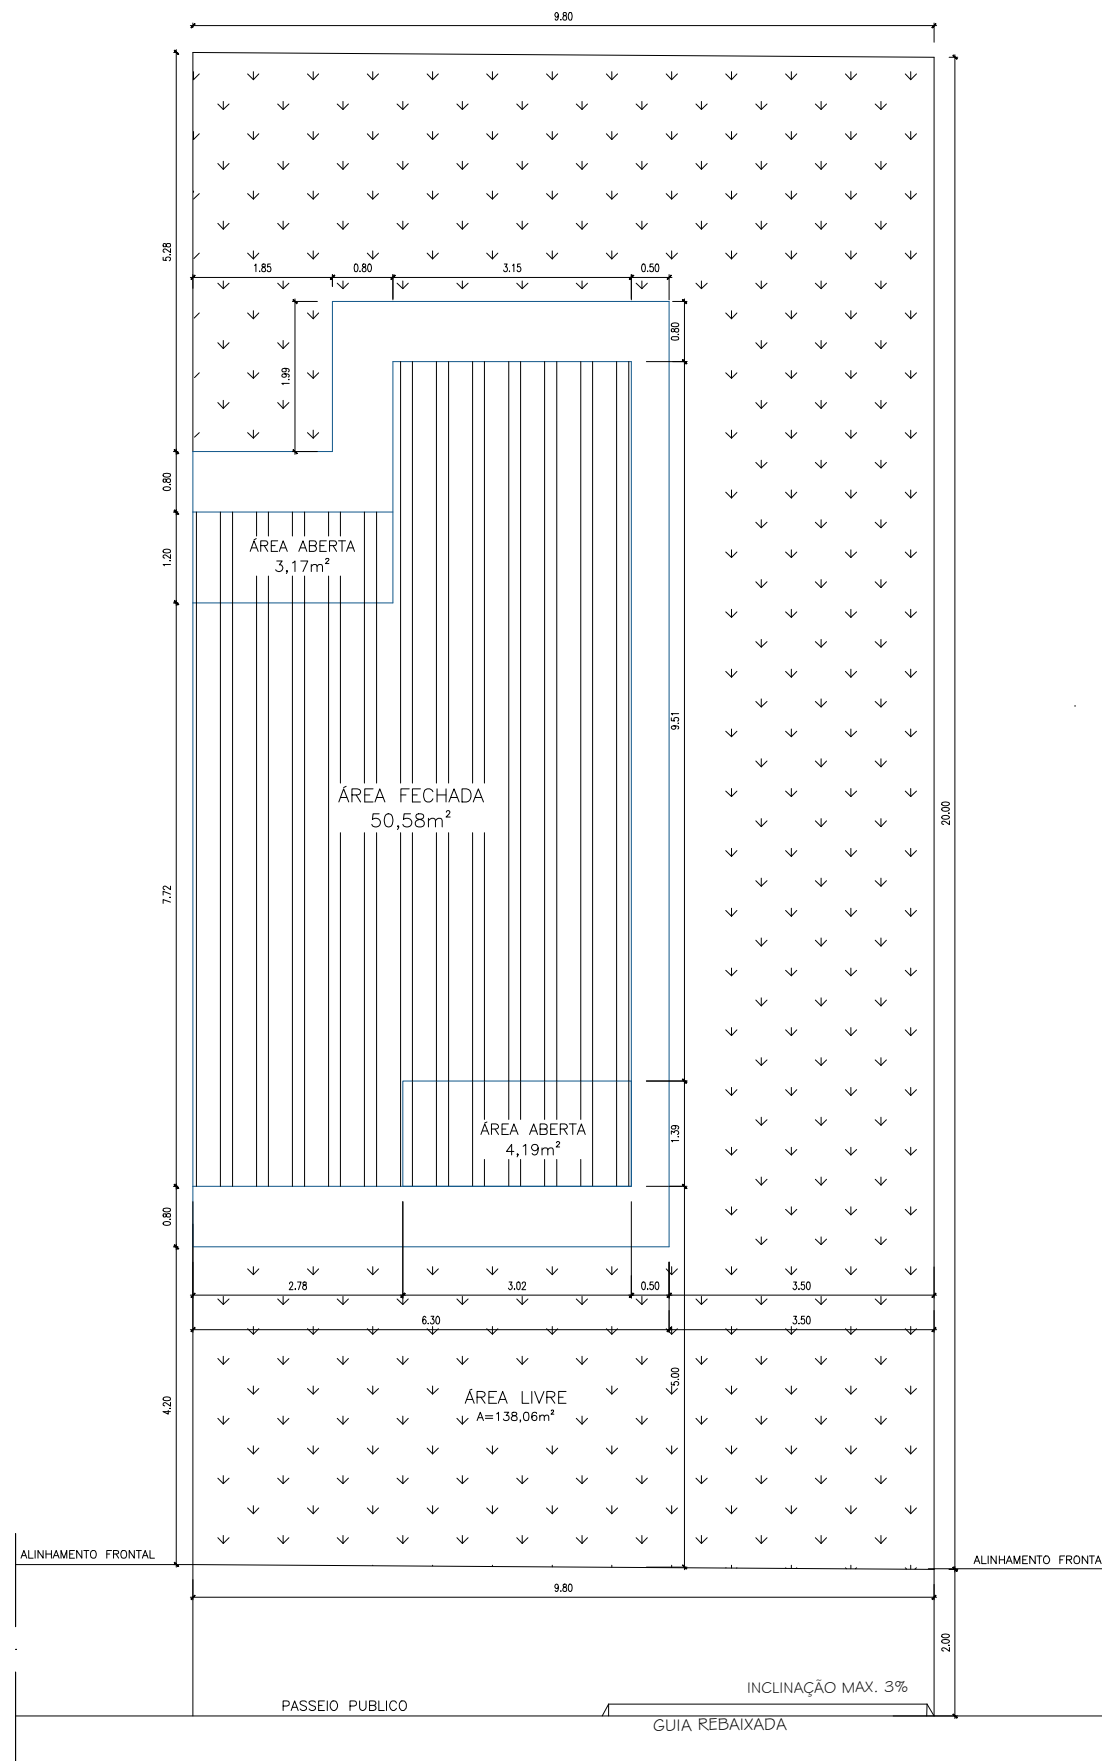 9.80
5.28
1.85
0.80
3.15
0.50
0.80
1.99
0.80
1.20
ÁREA ABERTA
3,17m²
9.51
ÁREA FECHADA
50,58m²
20.00
7.72
ÁREA ABERTA
4,19m²
1.39
0.80
2.78
3.02
0.50
3.50
6.30
3.50
5.00
4.20
ÁREA LIVRE
A=138,06m²
ALINHAMENTO FRONTAL
ALINHAMENTO FRONTA
9.80
2.00
INCLINAÇÃO MAX. 3%
PASSEIO PUBLICO
GUIA REBAIXADA